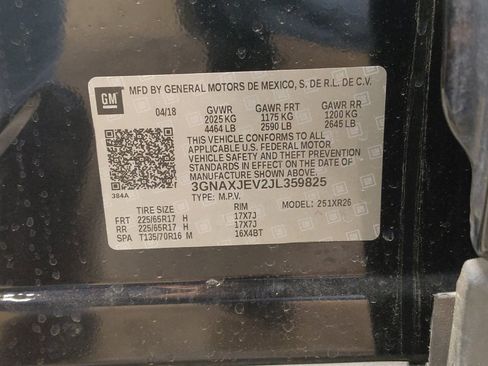 MFD BY GENERAL MOTORS DE MEXICO, S. DE R.L. DE C.V.
GM
04/18 GVWR GAWR FRT GAWR RR
2025 KG 1175 KG 1200 KG
4464 LB 2590 LB 2645 LB
THIS VEHICLE CONFORMS TO ALL
APPLICABLE U.S. FEDERAL MOTOR
VEHICLE SAFETY AND THEFT PREVENTION
STANDARDS IN EFFECT ON THE DATE OF
MANUFACTURE SHOWN ABOVE.
384A
3GNAXJEV2JL359825
TYPE: M.P.V. MODEL: 251XR26
TIRE SIZE RIM
FRT 225/65R17 H 17X7J
RR 225/65R17 H 17X7J
SPA T135/70R16 M 16X4BT